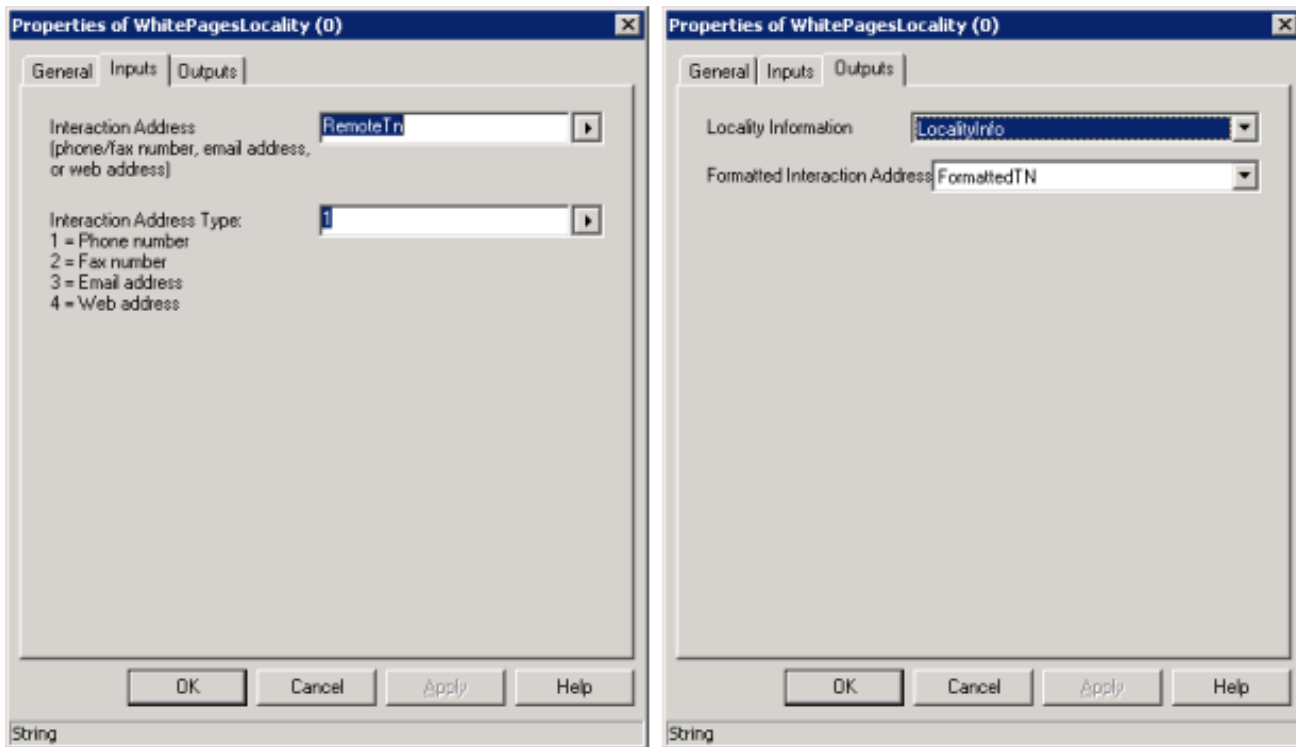 Properties of WhitePagesLocality (0)
General Inputs Outputs
Interaction Address RemoteTn
(phone/fax number, email address,
or web address)
Interaction Address Type: 1
1 = Phone number
2 = Fax number
3 = Email address
4 = Web address
OK Cancel Apply Help
String
Properties of WhitePagesLocality (0)
General Inputs Outputs
Locality Information LocalityInfo
Formatted Interaction Address FormattedTN
OK Cancel Apply Help
String